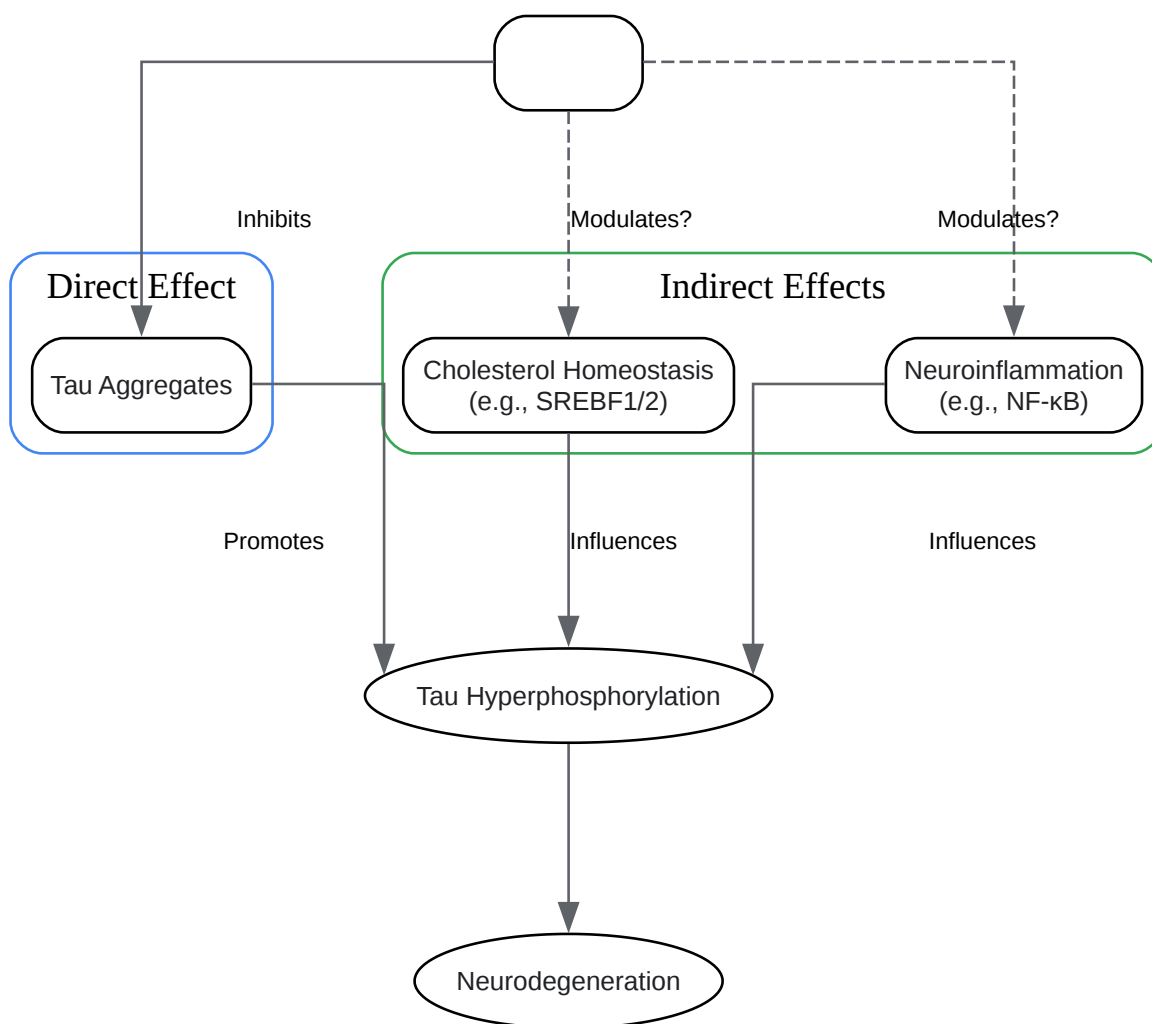 Inhibits
Modulates?
Modulates?
Direct Effect
Indirect Effects
Tau Aggregates
Cholesterol Homeostasis
(e.g., SREBF1/2)
Neuroinflammation
(e.g., NF-κB)
Promotes
Influences
Influences
Tau Hyperphosphorylation
Neurodegeneration